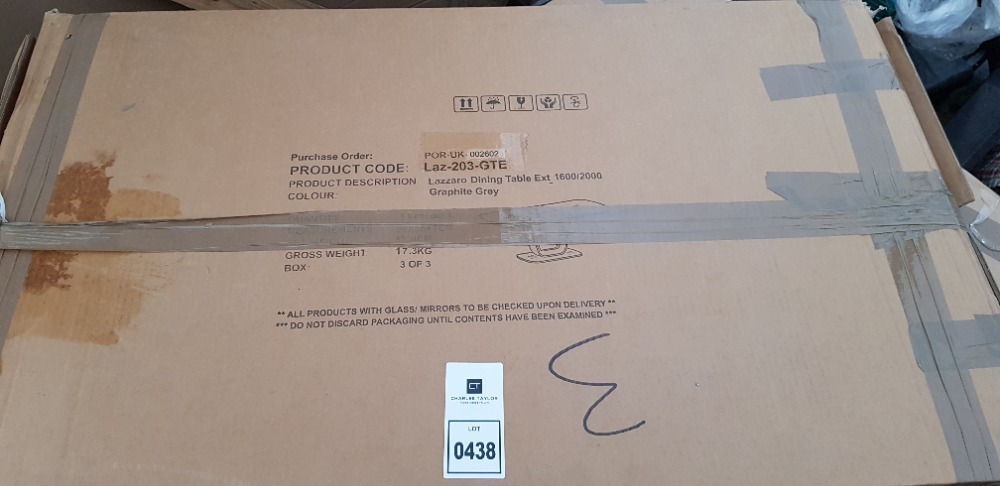 Purchase Order: POR-UK- 002602
PRODUCT CODE: Laz-203-GTE
PRODUCT DESCRIPTION Lazzaro Dining Table Ext 1600/2000
COLOUR: Graphite Grey
GROSS WEIGHT 17.3KG
BOX: 3 OF 3
** ALL PRODUCTS WITH GLASS/ MIRRORS TO BE CHECKED UPON DELIVERY **
*** DO NOT DISCARD PACKAGING UNTIL CONTENTS HAVE BEEN EXAMINED ***
CT
CHARLES TAYLOR
LOT
0438